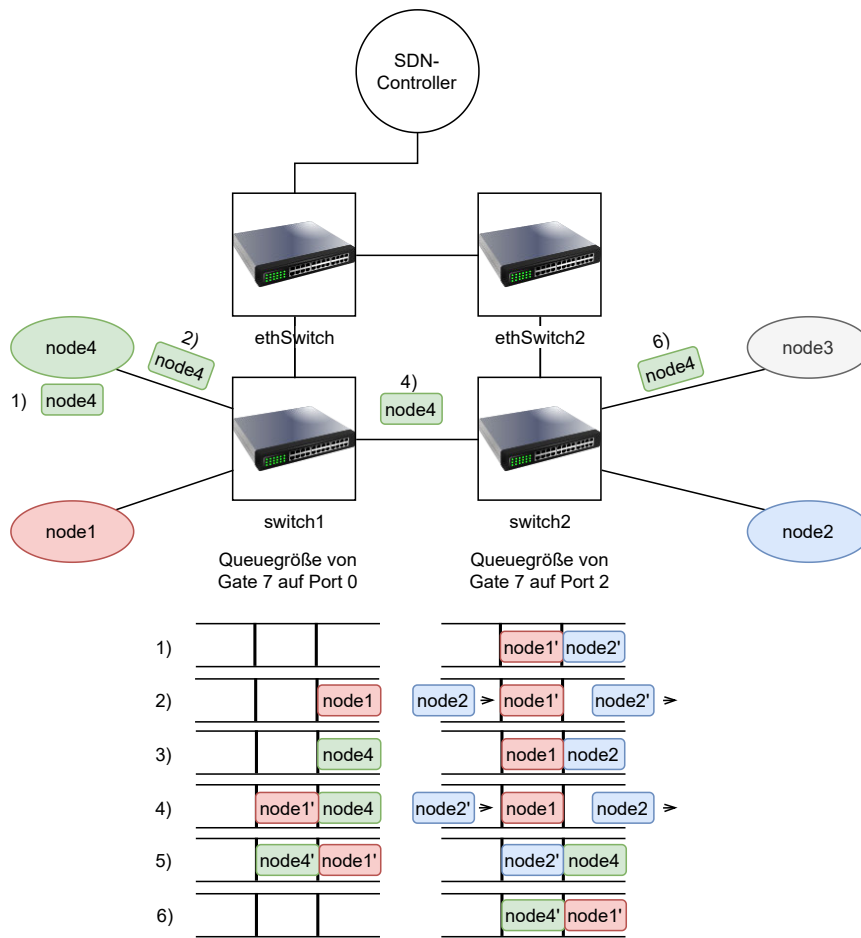 SDN-
Controller
ethSwitch
ethSwitch2
node4
2)
node4
1)
node4
4)
node4
6)
node4
node3
node1
switch1
switch2
node2
Queuegröße von
Gate 7 auf Port 0
Queuegröße von
Gate 7 auf Port 2
1) node1' node2'
2) node1 node2 node1' node2'
3) node4 node1 node2
4) node1' node4 node2' node1 node2
5) node4' node1' node2' node4
6) node4' node1'